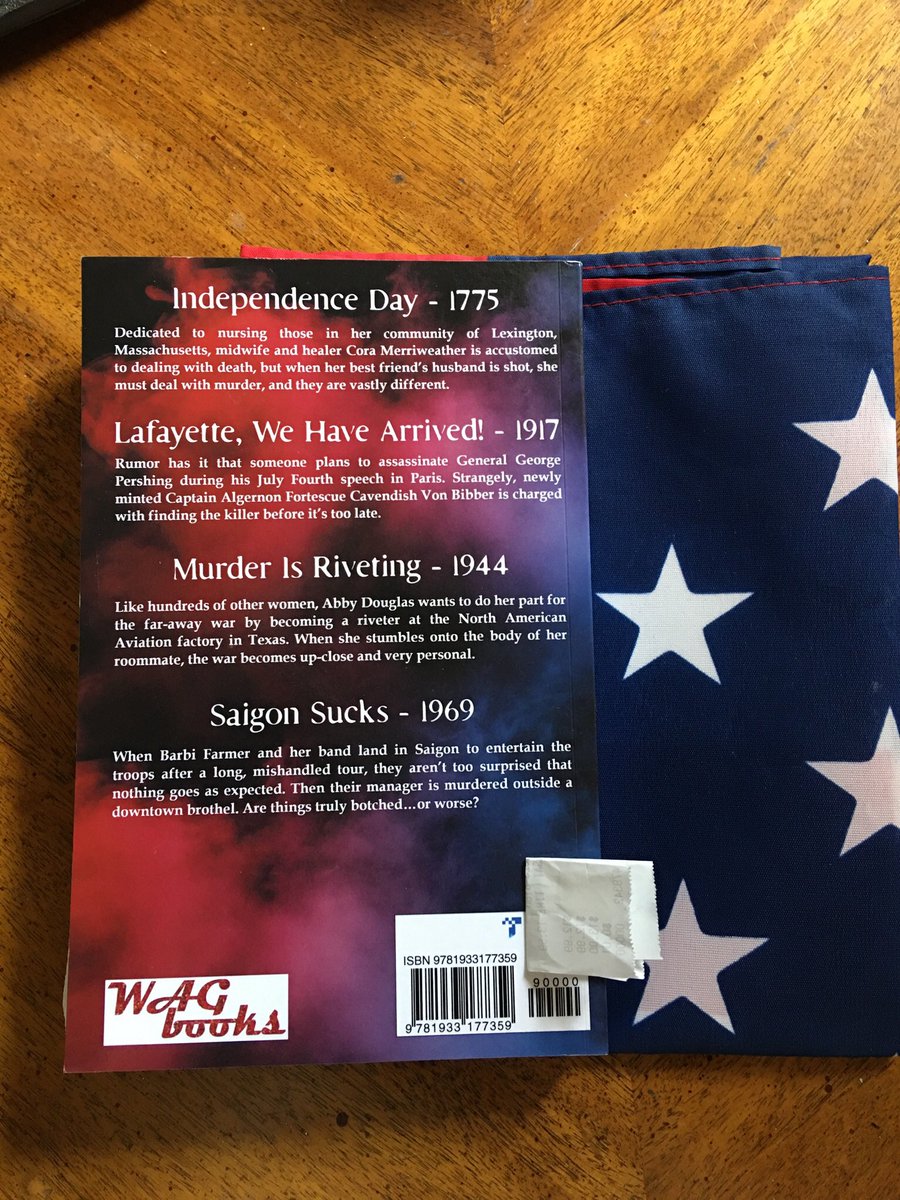 Independence Day - 1775
Dedicated to nursing those in her community of Lexington,
Massachusetts, midwife and healer Cora Merriweather is accustomed
to dealing with death, but when her best friend's husband is shot, she
must deal with murder, and they are vastly different.
Lafayette, We Have Arrived! - 1917
Rumor has it that someone plans to assassinate General George
Pershing during his July Fourth speech in Paris. Strangely, newly
minted Captain Algernon Fortescue Cavendish Von Bibber is charged
with finding the killer before it's too late.
Murder Is Riveting - 1944
Like hundreds of other women, Abby Douglas wants to do her part for
the far-away war by becoming a riveter at the North American
Aviation factory in Texas. When she stumbles onto the body of her
roommate, the war becomes up-close and very personal.
Saigon Sucks - 1969
When Barbi Farmer and her band land in Saigon to entertain the
troops after a long, mishandled tour, they aren't too surprised that
nothing goes as expected. Then their manager is murdered outside a
downtown brothel. Are things truly botched...or worse?
WAG
books
ISBN 9781933177359
90000
9 781933 177359